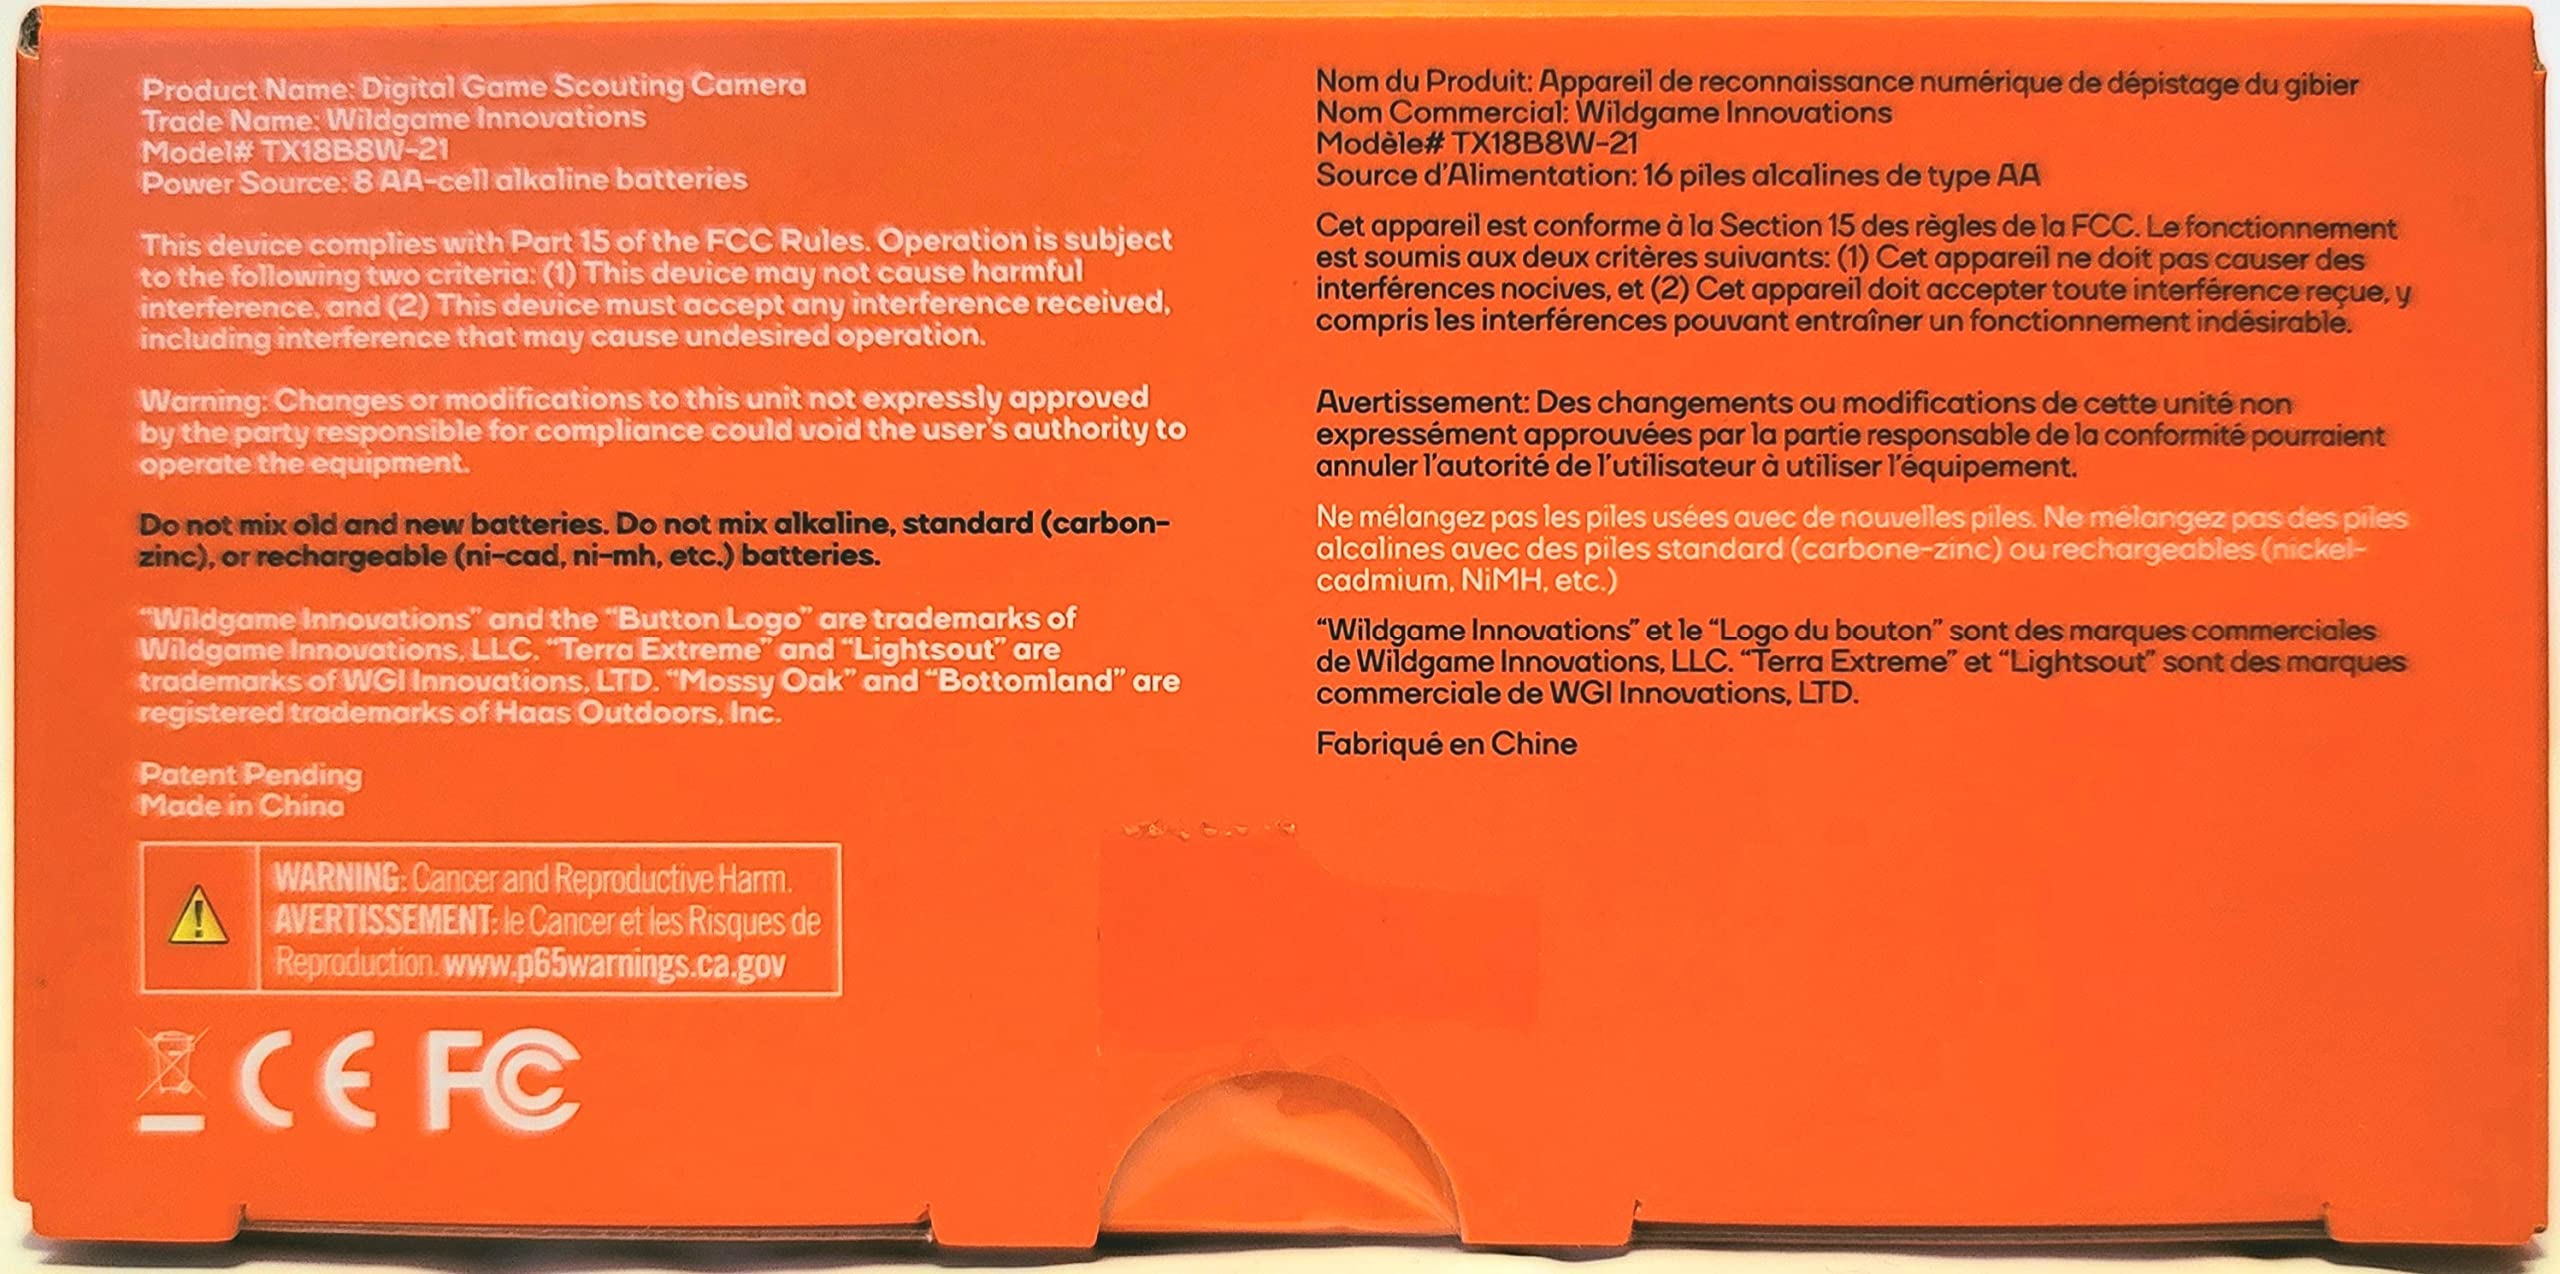 Product Name: Digital Game Scouting Camera
Trade Name: Wildgame Innovations
Model# TX18B8W-21
Power Source: 8 AA-cell alkaline batteries
This device complies with Part 15 of the FCC Rules. Operation is subject
to the following two criteria: (1) This device may not cause harmful
interference, and (2) This device must accept any interference received,
including interference that may cause undesired operation.
Warning: Changes or modifications to this unit not expressly approved
by the party responsible for compliance could void the user's authority to
operate the equipment.
Do not mix old and new batteries. Do not mix alkaline, standard (carbon-
zinc), or rechargeable (ni-cad, ni-mh, etc.) batteries.
“Wildgame Innovations” and the “Button Logo” are trademarks of
Wildgame Innovations, LLC. “Terra Extreme” and “Lightsout” are
trademarks of WGI Innovations, LTD. “Mossy Oak” and “Bottomland” are
registered trademarks of Haas Outdoors, Inc.
Patent Pending
Made in China
WARNING: Cancer and Reproductive Harm.
AVERTISSEMENT: le Cancer et les Risques de
Reproduction. www.p65warnings.ca.gov
CE FC
Nom du Produit: Appareil de reconnaissance numérique de dépistage du gibier
Nom Commercial: Wildgame Innovations
Modèle# TX18B8W-21
Source d'Alimentation: 16 piles alcalines de type AA
Cet appareil est conforme à la Section 15 des règles de la FCC. Le fonctionnement
est soumis aux deux critères suivants: (1) Cet appareil ne doit pas causer des
interférences nocives, et (2) Cet appareil doit accepter toute interférence reçue, y
compris les interférences pouvant entraîner un fonctionnement indésirable.
Avertissement: Des changements ou modifications de cette unité non
expressément approuvées par la partie responsable de la conformité pourraient
annuler l'autorité de l'utilisateur à utiliser l'équipement.
Ne mélangez pas les piles usées avec de nouvelles piles. Ne mélangez pas des piles
alcalines avec des piles standard (carbone-zinc) ou rechargeables (nickel-
cadmium, NiMH, etc.)
“Wildgame Innovations” et le “Logo du bouton” sont des marques commerciales
de Wildgame Innovations, LLC. “Terra Extreme” et “Lightsout” sont des marques
commerciale de WGI Innovations, LTD.
Fabriqué en Chine